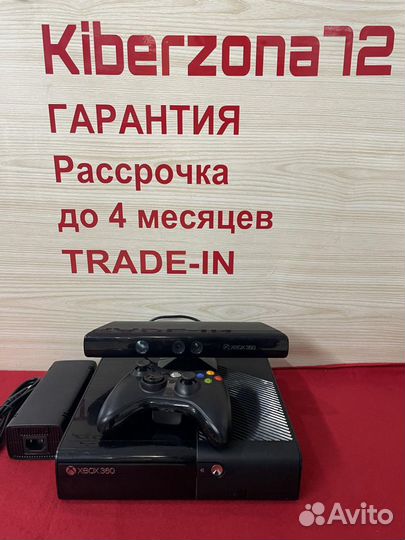 Kiberzona72
ГАРАНТИЯ
Рассрочка
до 4 месяцев
TRADE-IN
XBOX 360
XBOX 360
Avito